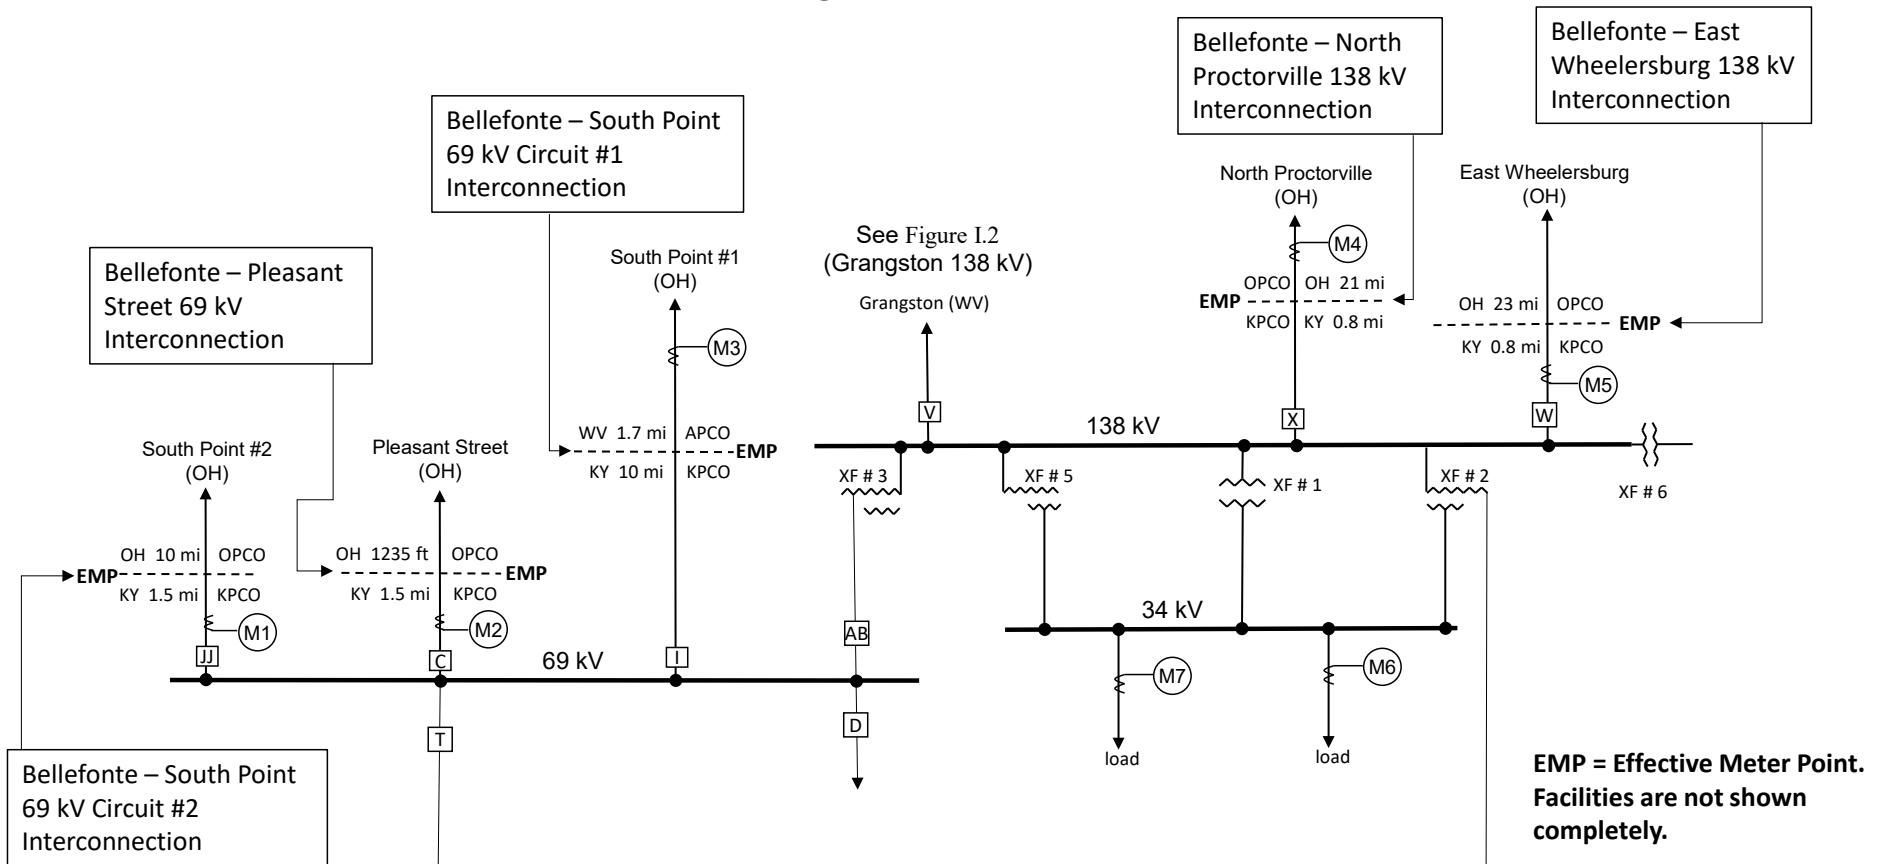 Bellefonte – North
Proctorville 138 kV
Interconnection
Bellefonte – East
Wheelersburg 138 kV
Interconnection
Bellefonte – South Point
69 kV Circuit #1
Interconnection
Bellefonte – Pleasant
Street 69 kV
Interconnection
North Proctorville
(OH)
East Wheelersburg
(OH)
South Point #1
(OH)
See Figure I.2
(Grangston 138 kV)
Grangston (WV)
M4
OPCO OH 21 mi
EMP
KPCO KY 0.8 mi
OH 23 mi OPCO
EMP
KY 0.8 mi KPCO
M5
M3
V
X
W
138 kV
WV 1.7 mi APCO
EMP
KY 10 mi KPCO
South Point #2
(OH)
Pleasant Street
(OH)
XF # 3
XF # 5
XF # 1
XF # 2
XF # 6
OH 10 mi OPCO
EMP
KY 1.5 mi KPCO
M1
JJ
OH 1235 ft OPCO
EMP
KY 1.5 mi KPCO
M2
C
I
AB
69 kV
34 kV
M7
M6
T
D
load
load
Bellefonte – South Point
69 kV Circuit #2
Interconnection
EMP = Effective Meter Point.
Facilities are not shown
completely.